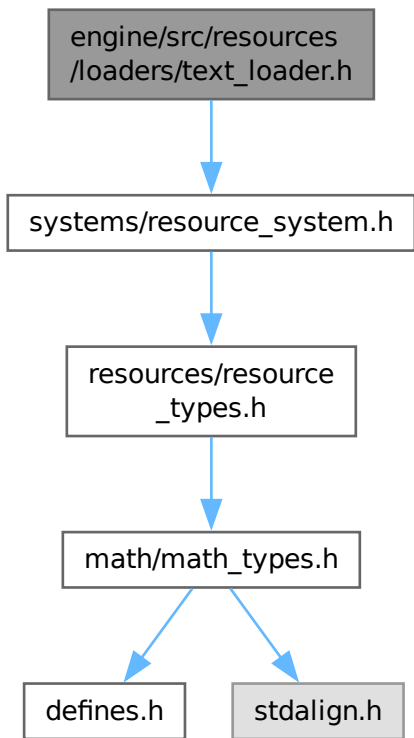 engine/src/resources
/loaders/text_loader.h
systems/resource_system.h
resources/resource
_types.h
math/math_types.h
defines.h
stdalign.h